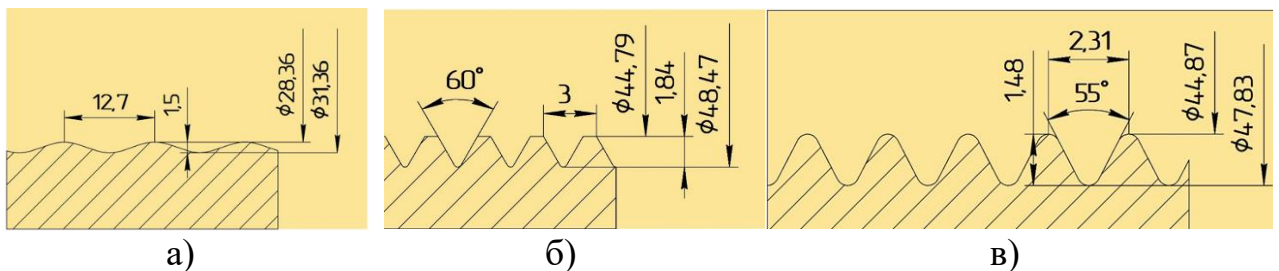 12,7
1,5
ϕ28,36
ϕ31,36
60°
3
ϕ44,79
1,84
ϕ48,47
1,48
2,31
55°
ϕ44,87
ϕ47,83
а)
б)
в)